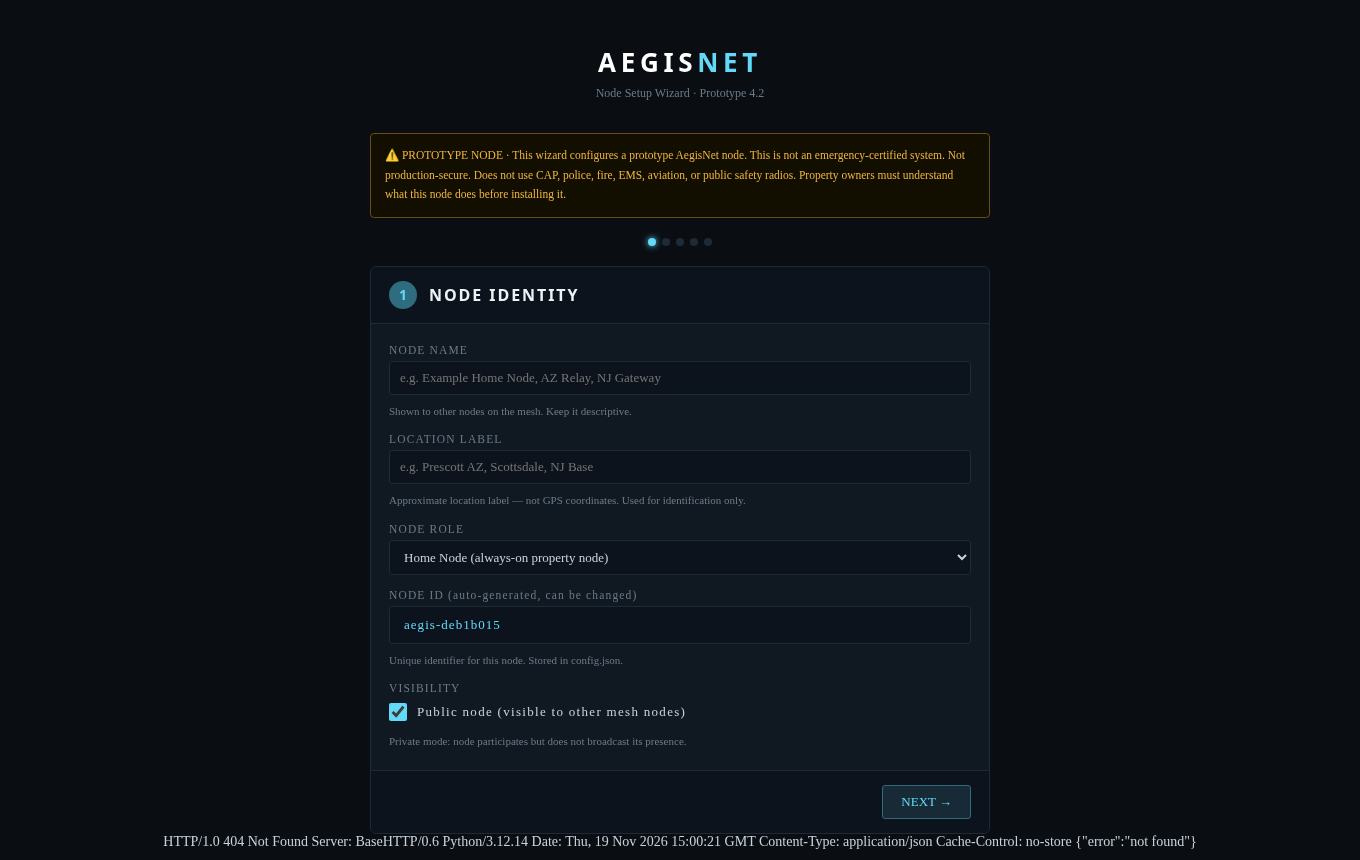 AEGISNET
Node Setup Wizard · Prototype 4.2
⚠️ PROTOTYPE NODE · This wizard configures a prototype AegisNet node. This is not an emergency-certified system. Not
production-secure. Does not use CAP, police, fire, EMS, aviation, or public safety radios. Property owners must understand
what this node does before installing it.
1 NODE IDENTITY
NODE NAME
e.g. Example Home Node, AZ Relay, NJ Gateway
Shown to other nodes on the mesh. Keep it descriptive.
LOCATION LABEL
e.g. Prescott AZ, Scottsdale, NJ Base
Approximate location label — not GPS coordinates. Used for identification only.
NODE ROLE
Home Node (always-on property node)
NODE ID (auto-generated, can be changed)
aegis-deb1b015
Unique identifier for this node. Stored in config.json.
VISIBILITY
Public node (visible to other mesh nodes)
Private mode: node participates but does not broadcast its presence.
NEXT →
HTTP/1.0 404 Not Found Server: BaseHTTP/0.6 Python/3.12.14 Date: Thu, 19 Nov 2026 15:00:21 GMT Content-Type: application/json Cache-Control: no-store {"error":"not found"}